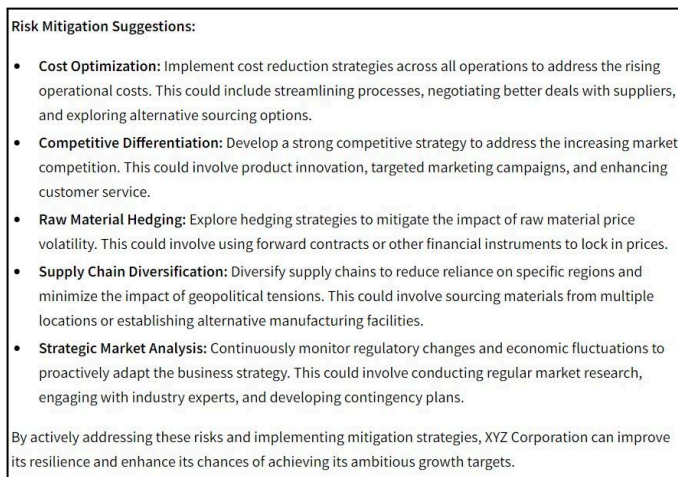 Risk Mitigation Suggestions:
• Cost Optimization: Implement cost reduction strategies across all operations to address the rising
operational costs. This could include streamlining processes, negotiating better deals with suppliers,
and exploring alternative sourcing options.
• Competitive Differentiation: Develop a strong competitive strategy to address the increasing market
competition. This could involve product innovation, targeted marketing campaigns, and enhancing
customer service.
• Raw Material Hedging: Explore hedging strategies to mitigate the impact of raw material price
volatility. This could involve using forward contracts or other financial instruments to lock in prices.
• Supply Chain Diversification: Diversify supply chains to reduce reliance on specific regions and
minimize the impact of geopolitical tensions. This could involve sourcing materials from multiple
locations or establishing alternative manufacturing facilities.
• Strategic Market Analysis: Continuously monitor regulatory changes and economic fluctuations to
proactively adapt the business strategy. This could involve conducting regular market research,
engaging with industry experts, and developing contingency plans.
By actively addressing these risks and implementing mitigation strategies, XYZ Corporation can improve
its resilience and enhance its chances of achieving its ambitious growth targets.